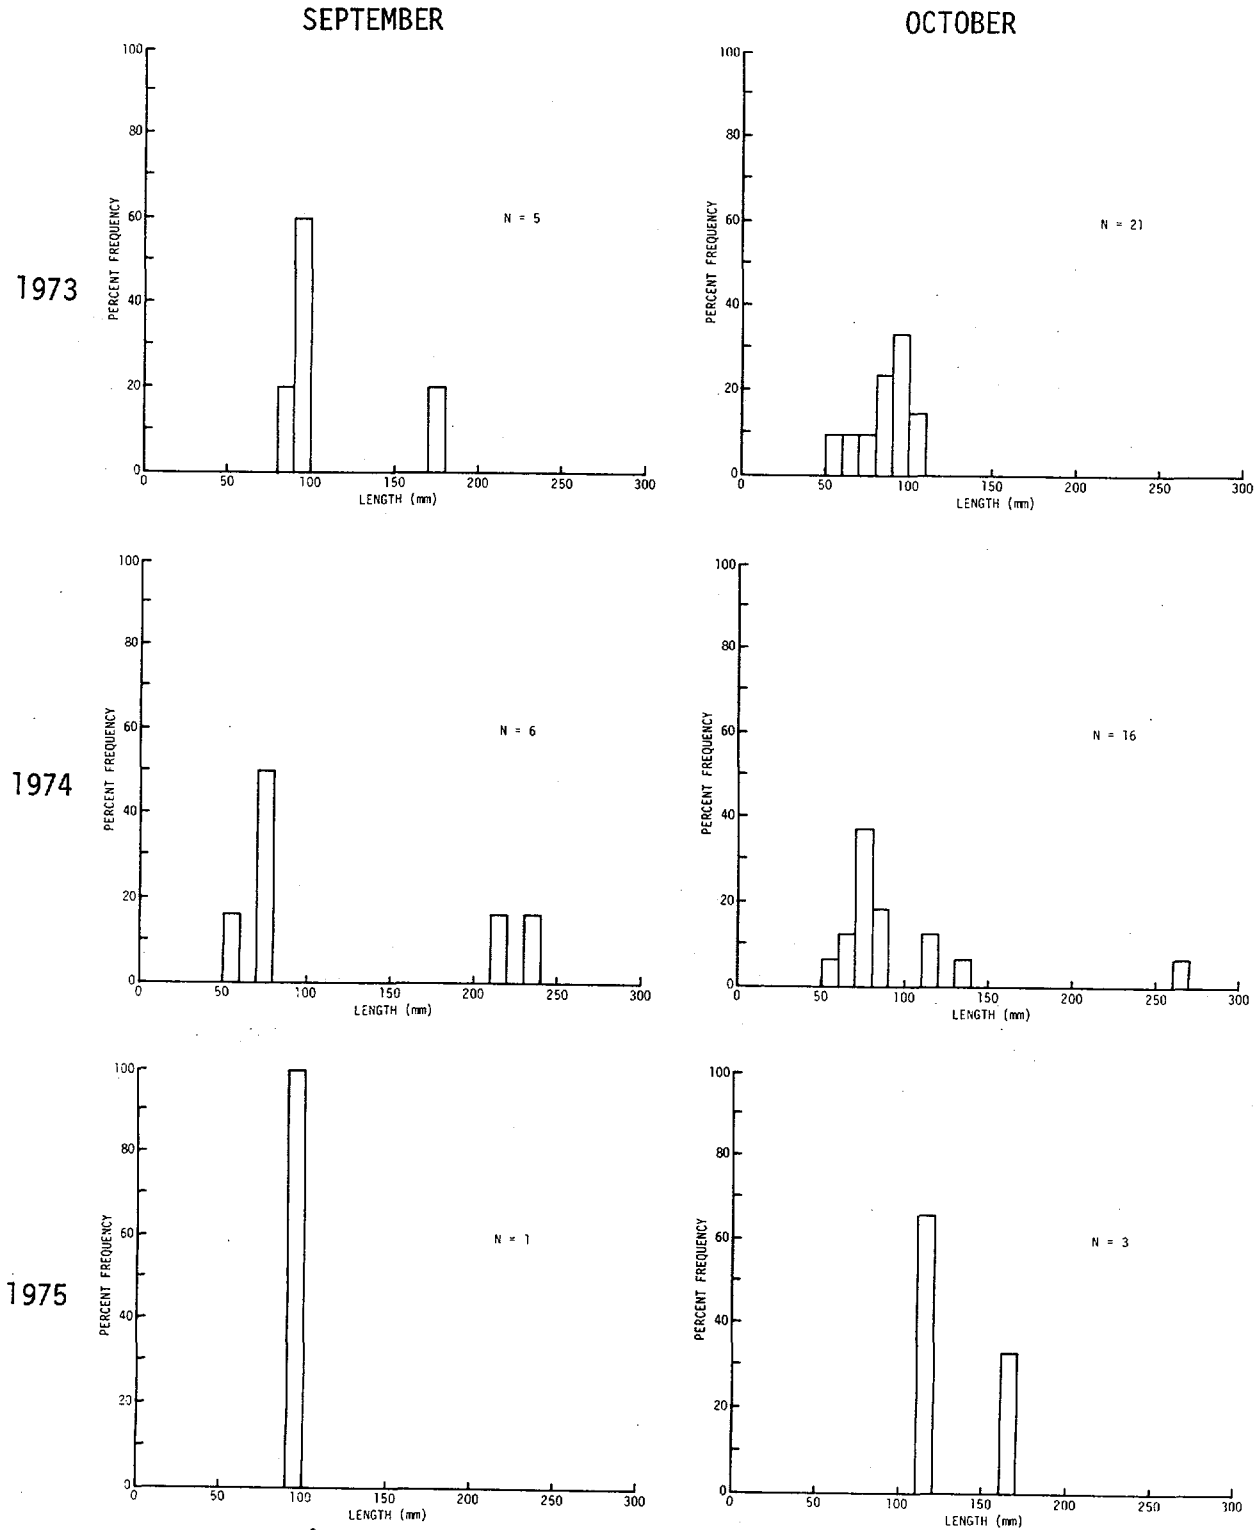 SEPTEMBER
OCTOBER
1973
PERCENT FREQUENCY
100
80
60
40
20
0
N = 5
0 50 100 150 200 250 300
LENGTH (mm)
PERCENT FREQUENCY
100
80
60
40
20
0
N = 21
0 50 100 150 200 250 300
LENGTH (mm)
1974
PERCENT FREQUENCY
100
80
60
40
20
0
N = 6
0 50 100 150 200 250 300
LENGTH (mm)
PERCENT FREQUENCY
100
80
60
40
20
0
N = 16
0 50 100 150 200 250 300
LENGTH (mm)
1975
PERCENT FREQUENCY
100
80
60
40
20
0
N = 1
0 50 100 150 200 250 300
LENGTH (mm)
PERCENT FREQUENCY
100
80
60
40
20
0
N = 3
0 50 100 150 200 250 300
LENGTH (mm)